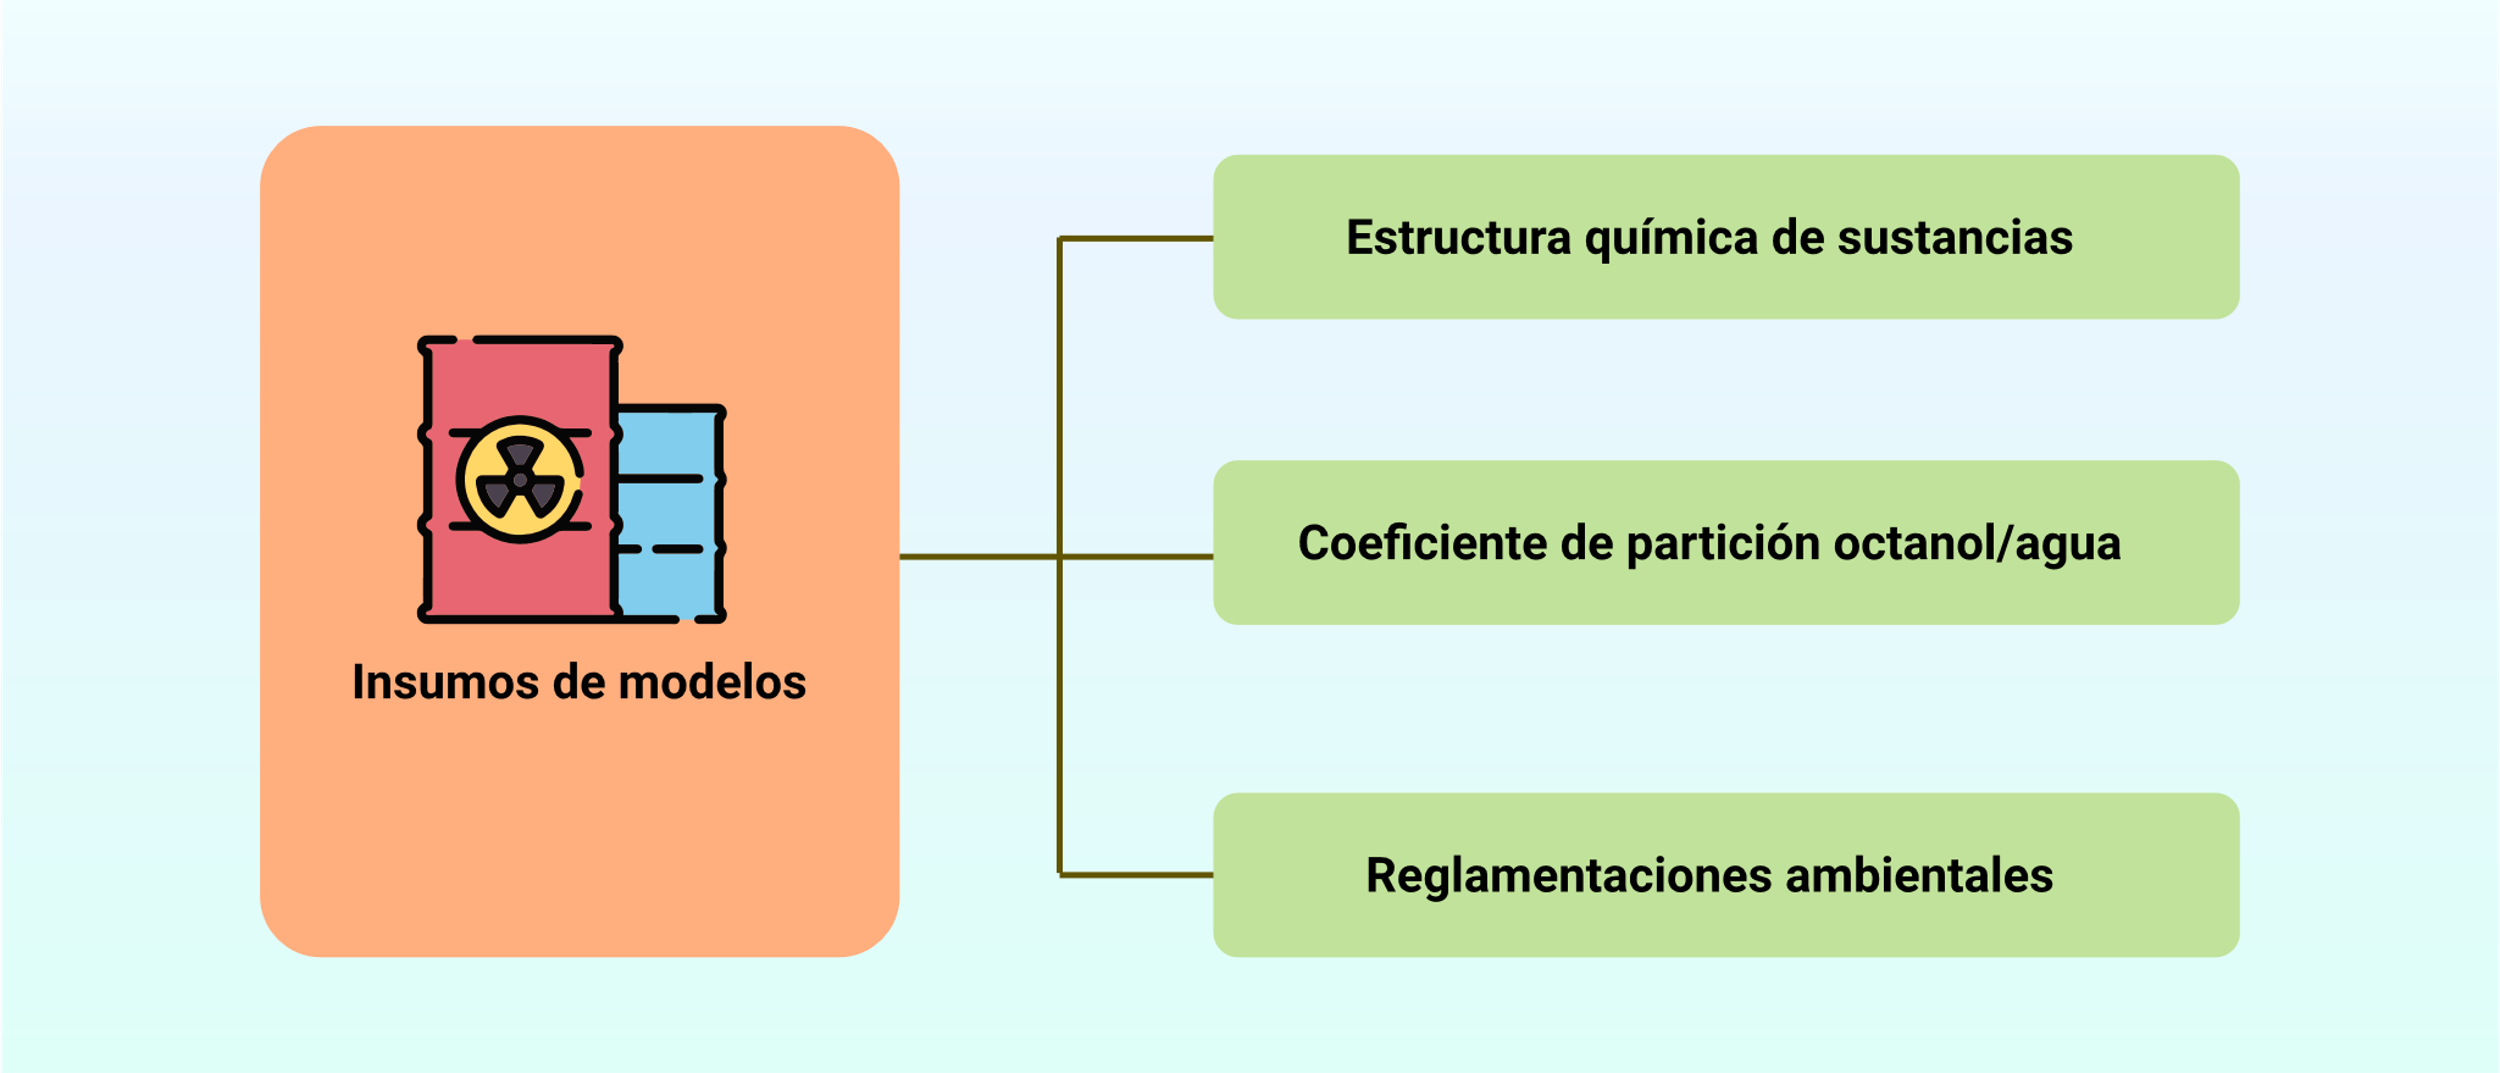 Insumos de modelos
Estructura química de sustancias
Coeficiente de partición octanol/agua
Reglamentaciones ambientales